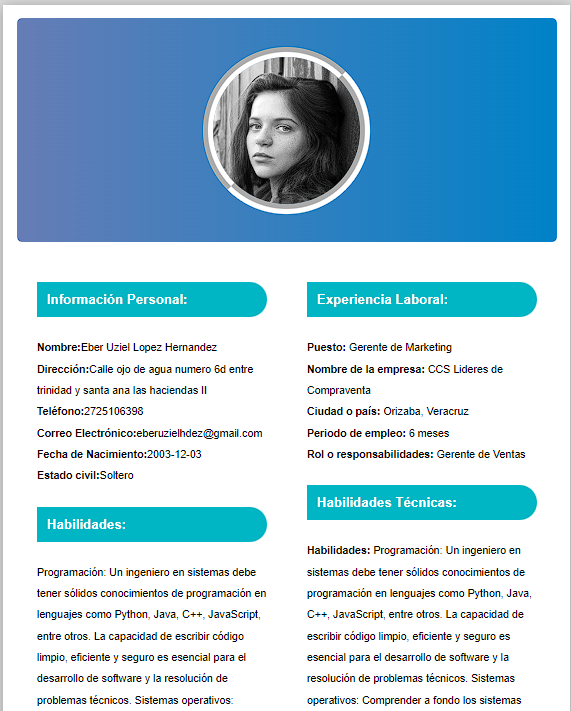 Información Personal:
Nombre:Eber Uziel Lopez Hernandez
Dirección:Calle ojo de agua numero 6d entre
trinidad y santa ana las haciendas II
Teléfono:2725106398
Correo Electrónico:eberuzielhdez@gmail.com
Fecha de Nacimiento:2003-12-03
Estado civil:Soltero
Habilidades:
Programación: Un ingeniero en sistemas debe
tener sólidos conocimientos de programación en
lenguajes como Python, Java, C++, JavaScript,
entre otros. La capacidad de escribir código
limpio, eficiente y seguro es esencial para el
desarrollo de software y la resolución de
problemas técnicos. Sistemas operativos:
Experiencia Laboral:
Puesto: Gerente de Marketing
Nombre de la empresa: CCS Lideres de
Compraventa
Ciudad o país: Orizaba, Veracruz
Periodo de empleo: 6 meses
Rol o responsabilidades: Gerente de Ventas
Habilidades Técnicas:
Habilidades: Programación: Un ingeniero en
sistemas debe tener sólidos conocimientos de
programación en lenguajes como Python, Java,
C++, JavaScript, entre otros. La capacidad de
escribir código limpio, eficiente y seguro es
esencial para el desarrollo de software y la
resolución de problemas técnicos. Sistemas
operativos: Comprender a fondo los sistemas